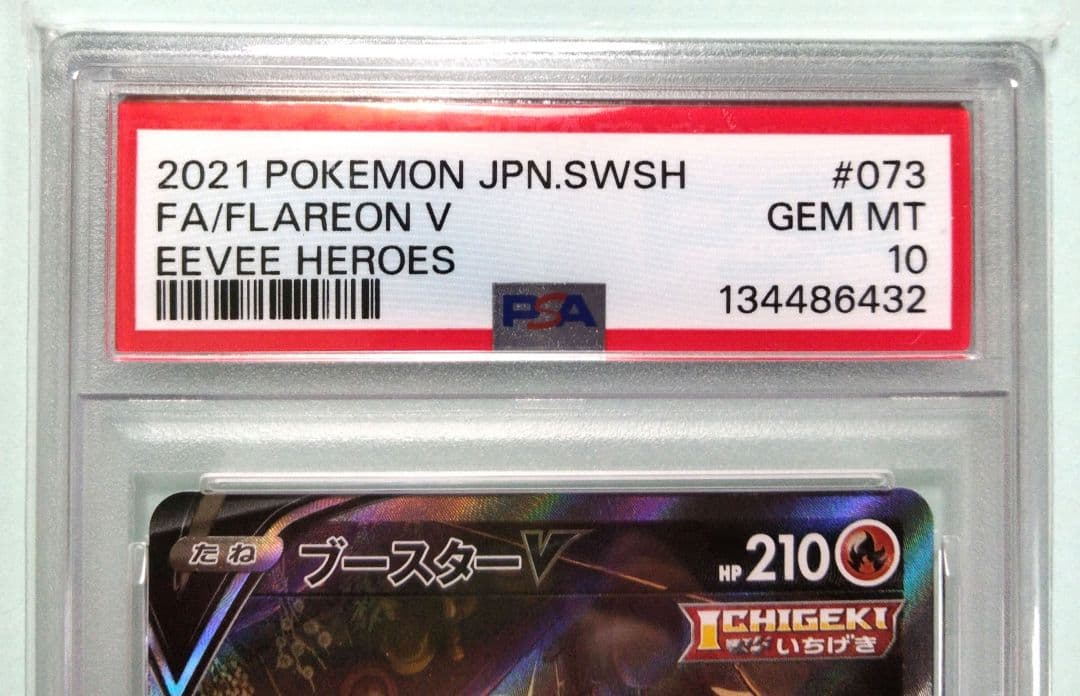 2021 POKEMON JPN.SWSH #073
FA/FLAREON V GEM MT
EEVEE HEROES 10
PSA 134486432
たね ブースターV HP 210
ICHIGEKI
いちげき